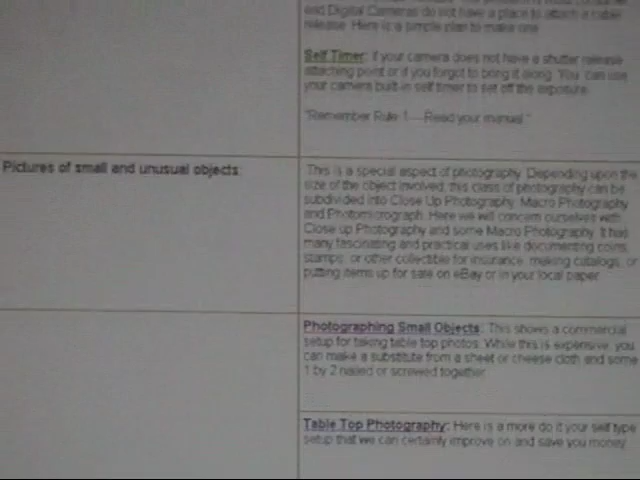 and Digital Cameras do not have a place to attach a cable
release. Here is a simple plan to make one
Self Timer: if your camera does not have a shutter release
attaching point or if you forgot to bring it along. You can use
your camera built-in self timer to set off the exposure.
"Remember Rule 1---Read your manual."
Pictures of small and unusual objects.
This is a special aspect of photography. Depending upon the
size of the object involved, this class of photography can be
subdivided into Close Up Photography, Macro Photography
and Photomicrograph. Here we will concern ourselves with
Close up Photography and some Macro Photography. It has
many fascinating and practical uses like documenting coins,
stamps, or other collectible for insurance, making catalogs, or
putting items up for sale on eBay or in your local paper.
Photographing Small Objects: This shows a commercial
setup for taking table top photos. While this is expensive, you
can make a substitute from a sheet or cheese cloth and some
1 by 2 nailed or screwed together.
Table Top Photography: Here is a more do it your self type
setup that we can certainly improve on and save you money.